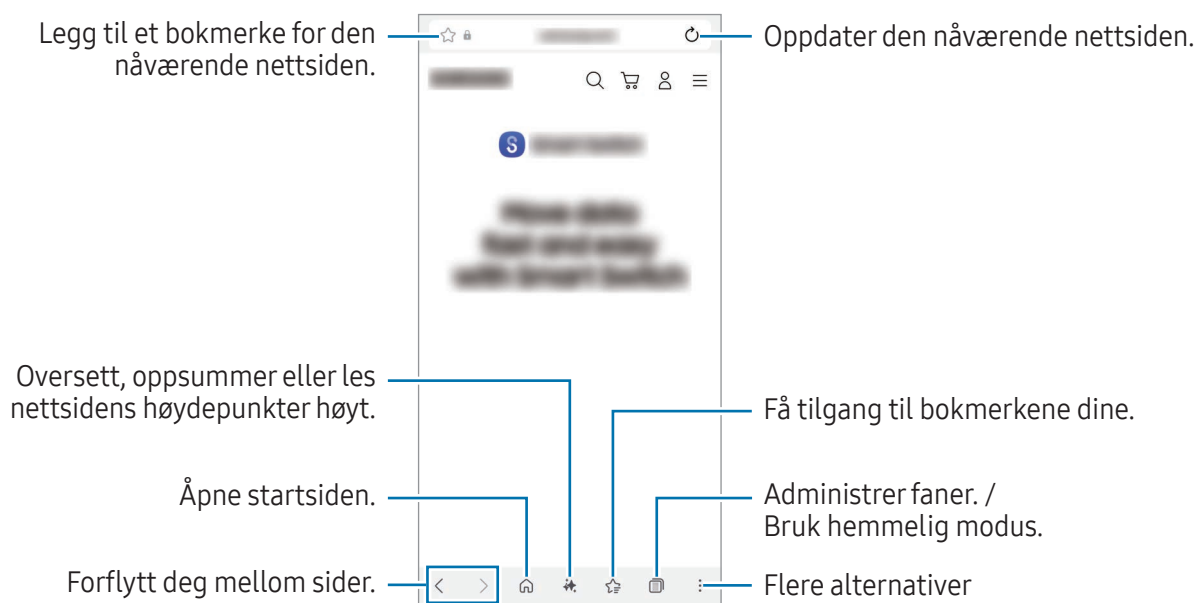 Legg til et bokmerke for den
nåværende nettsiden.
Oppdater den nåværende nettsiden.
Oversett, oppsummer eller les
nettsidens høydepunkter høyt.
Få tilgang til bokmerkene dine.
Åpne startsiden.
Administrer faner. /
Bruk hemmelig modus.
Forflytt deg mellom sider.
Flere alternativer